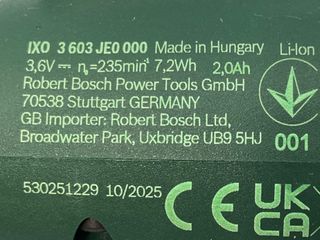 IXO 3 603 JE0 000 Made in Hungary Li-Ion
3,6V⎓ n₀=235min⁻¹ 7,2Wh 2,0Ah
Robert Bosch Power Tools GmbH
70538 Stuttgart GERMANY
GB Importer: Robert Bosch Ltd,
Broadwater Park, Uxbridge UB9 5HJ
001
530251229 10/2025
CE
UK
CA